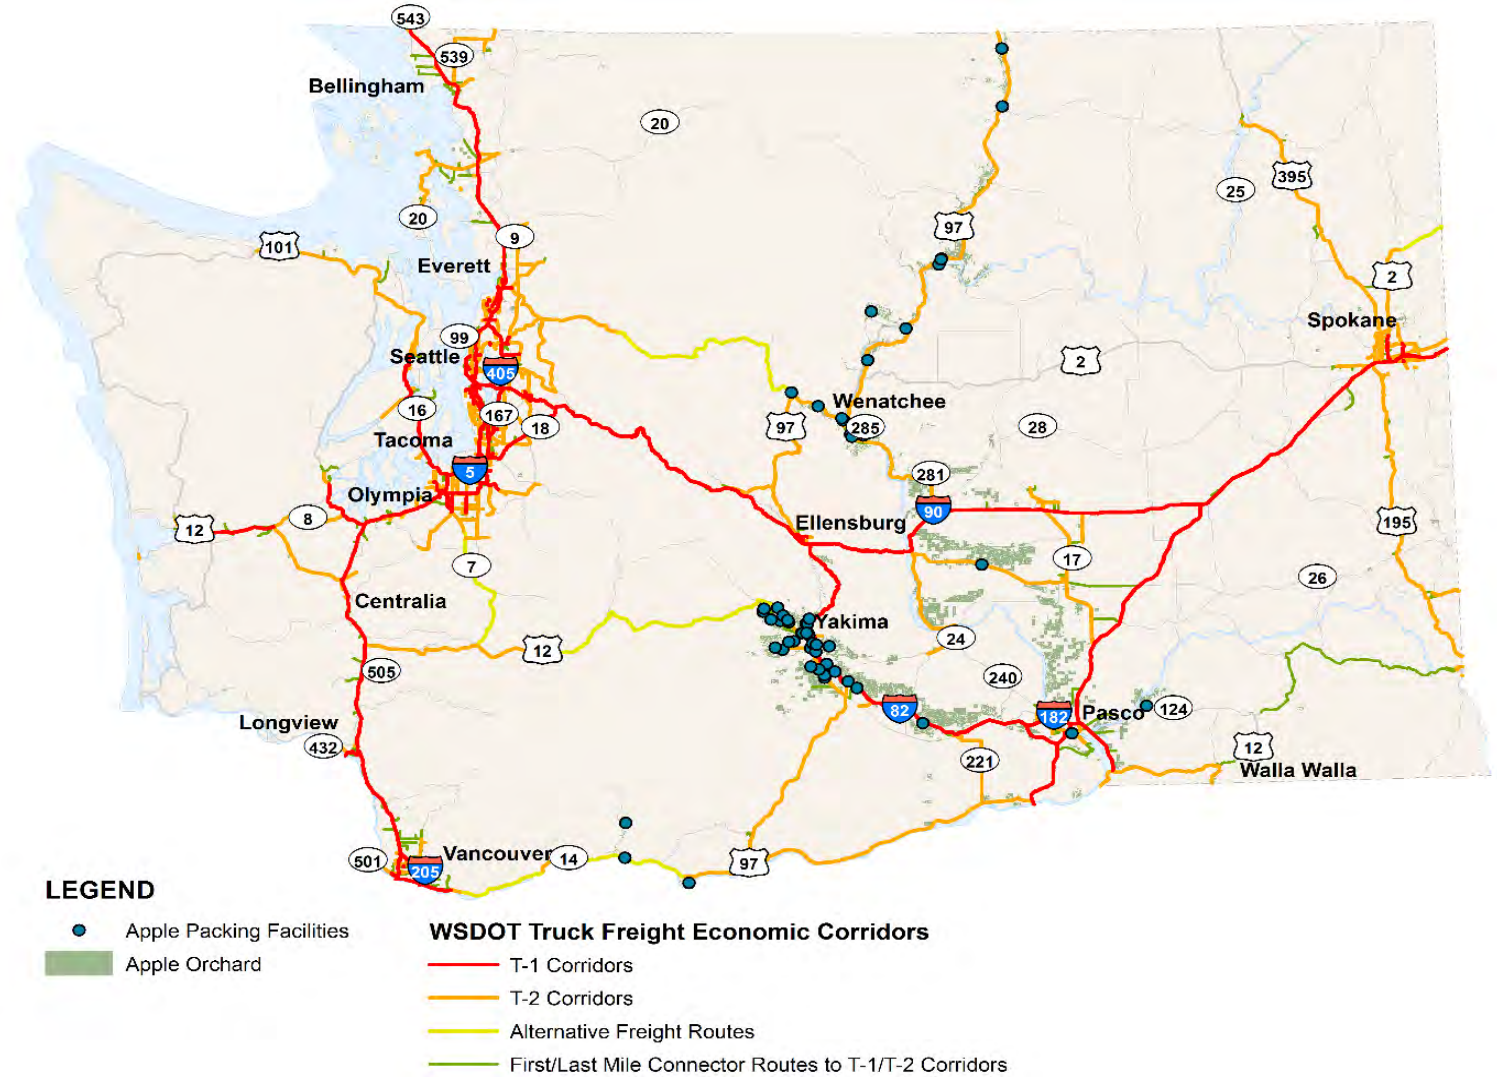 543
539
Bellingham
20
395
25
20
97
9
101
Everett
2
Spokane
99
Seattle
405
2
Wenatchee
16
167
18
97
285
28
Tacoma
5
281
Olympia
90
8
Ellensburg
195
12
17
7
26
Centralia
Yakima
24
12
505
240
82
182
Pasco
124
Longview
432
12
221
Walla Walla
501
205
Vancouver
14
97
LEGEND
Apple Packing Facilities
Apple Orchard
WSDOT Truck Freight Economic Corridors
T-1 Corridors
T-2 Corridors
Alternative Freight Routes
First/Last Mile Connector Routes to T-1/T-2 Corridors